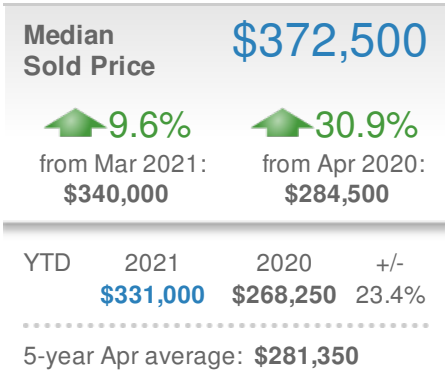 Median
Sold Price
$372,500
9.6%
from Mar 2021:
$340,000
30.9%
from Apr 2020:
$284,500
YTD 2021 2020 +/-
$331,000 $268,250 23.4%
5-year Apr average: $281,350